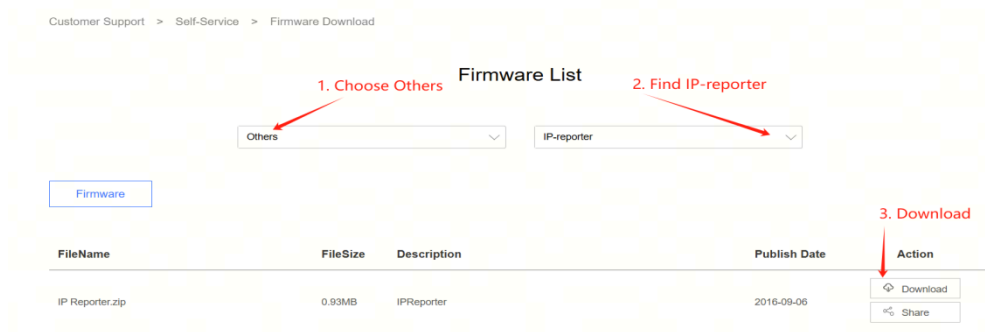 Customer Support > Self-Service > Firmware Download
Firmware List
1. Choose Others
2. Find IP-reporter
Others
IP-reporter
Firmware
3. Download
FileName FileSize Description Publish Date Action
IP Reporter.zip 0.93MB IPReporter 2016-09-06 Download
Share